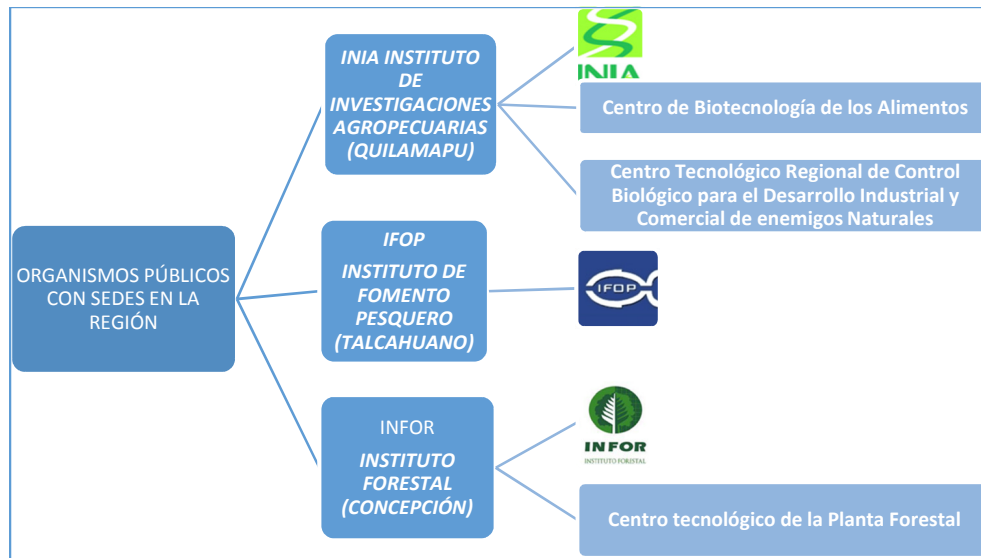 ORGANISMOS PÚBLICOS
CON SEDES EN LA
REGIÓN
INIA INSTITUTO
DE
INVESTIGACIONES
AGROPECUARIAS
(QUILAMAPU)
INIA
Centro de Biotecnología de los Alimentos
Centro Tecnológico Regional de Control
Biológico para el Desarrollo Industrial y
Comercial de enemigos Naturales
IFOP
INSTITUTO DE
FOMENTO
PESQUERO
(TALCAHUANO)
IFOP
INFOR
INSTITUTO
FORESTAL
(CONCEPCIÓN)
INFOR
INSTITUTO FORESTAL
Centro tecnológico de la Planta Forestal